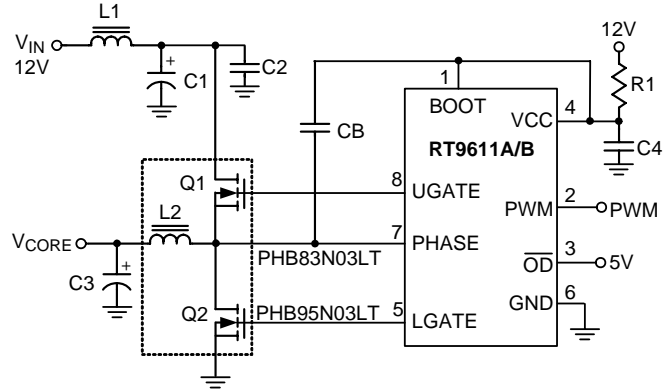 L1
12V
V_IN
12V
+
C1
C2
1
R1
BOOT
4
VCC
CB
RT9611A/B
C4
Q1
8
UGATE
2
PWM
PWM
L2
V_CORE
7
PHASE
PHB83N03LT
3
OD
5V
C3
+
Q2
PHB95N03LT
5
LGATE
6
GND